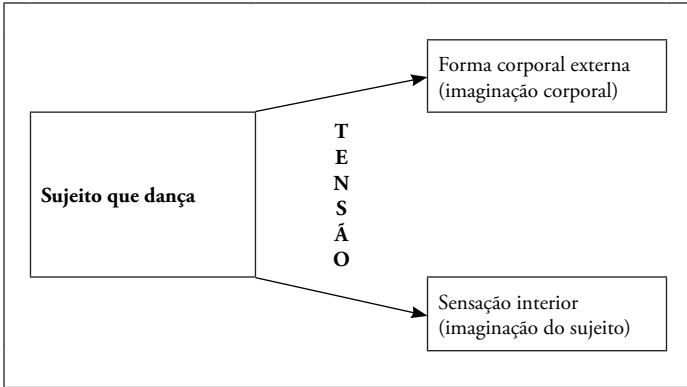 Forma corporal externa
(imaginação corporal)
T
E
N
S
Ã
O
Sujeito que dança
Sensação interior
(imaginação do sujeito)